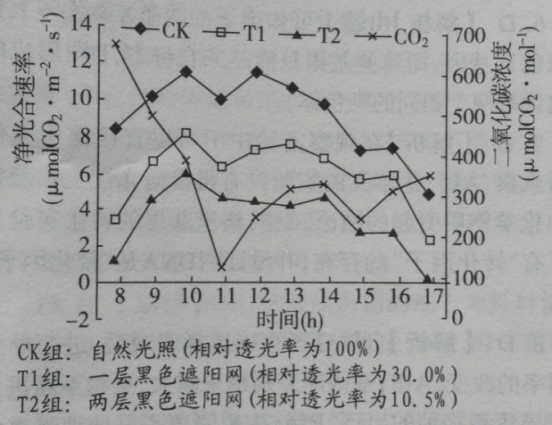 CK T1 T2 CO₂
净光合速率
(μmolCO₂·m⁻²·s⁻¹)
14
12
10
8
6
4
2
0
-2
700
600
500
400
300
200
100
0
二氧化碳浓度
(μmolCO₂·mol⁻¹)
8 9 10 11 12 13 14 15 16 17
时间(h)
CK组：自然光照(相对透光率为100%)
T1组：一层黑色遮阳网(相对透光率为30.0%)
T2组：两层黑色遮阳网(相对透光率为10.5%)